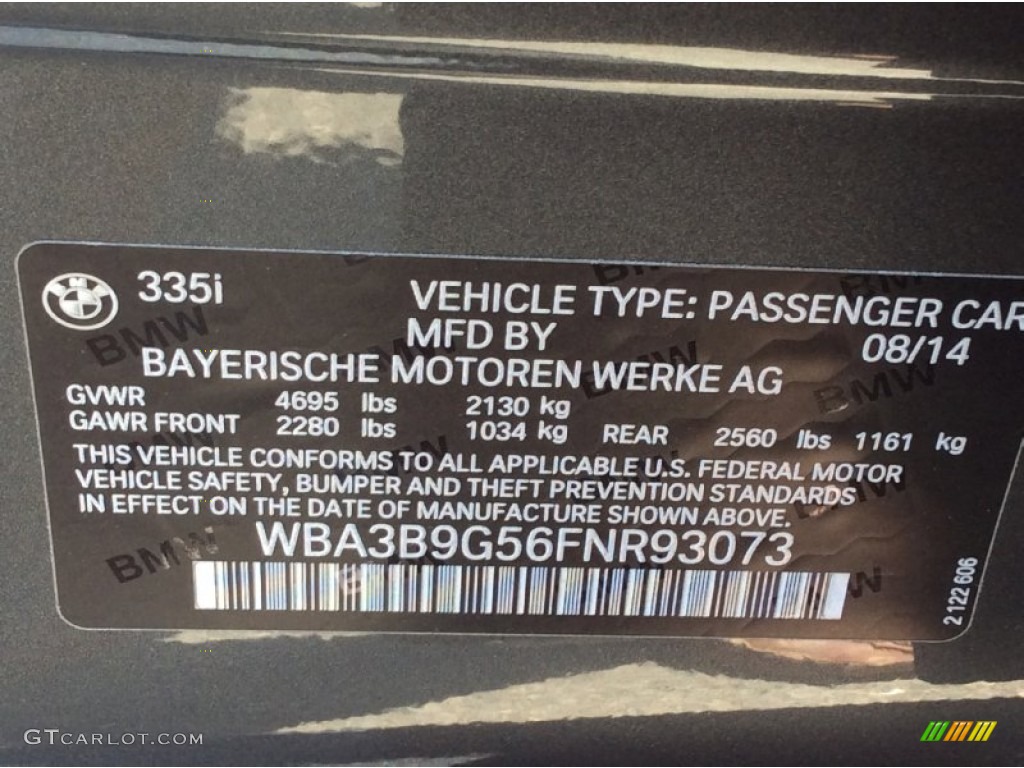 335i
VEHICLE TYPE: PASSENGER CAR
MFD BY
08/14
BAYERISCHE MOTOREN WERKE AG
GVWR 4695 lbs 2130 kg
GAWR FRONT 2280 lbs 1034 kg REAR 2560 lbs 1161 kg
THIS VEHICLE CONFORMS TO ALL APPLICABLE U.S. FEDERAL MOTOR
VEHICLE SAFETY, BUMPER AND THEFT PREVENTION STANDARDS
IN EFFECT ON THE DATE OF MANUFACTURE SHOWN ABOVE.
WBA3B9G56FNR93073
2122 606
GTCARLOT.COM